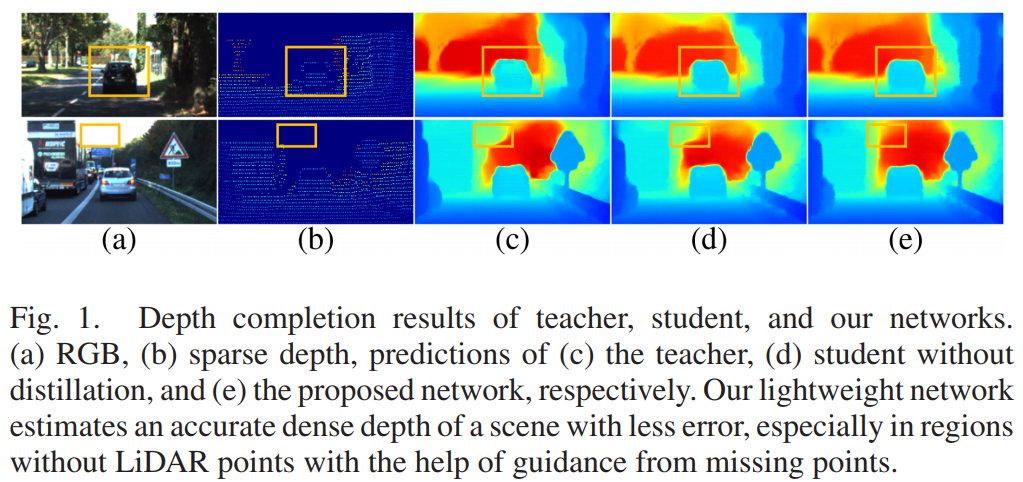 (a) (b) (c) (d) (e)
Fig. 1. Depth completion results of teacher, student, and our networks.
(a) RGB, (b) sparse depth, predictions of (c) the teacher, (d) student without
distillation, and (e) the proposed network, respectively. Our lightweight network
estimates an accurate dense depth of a scene with less error, especially in regions
without LiDAR points with the help of guidance from missing points.